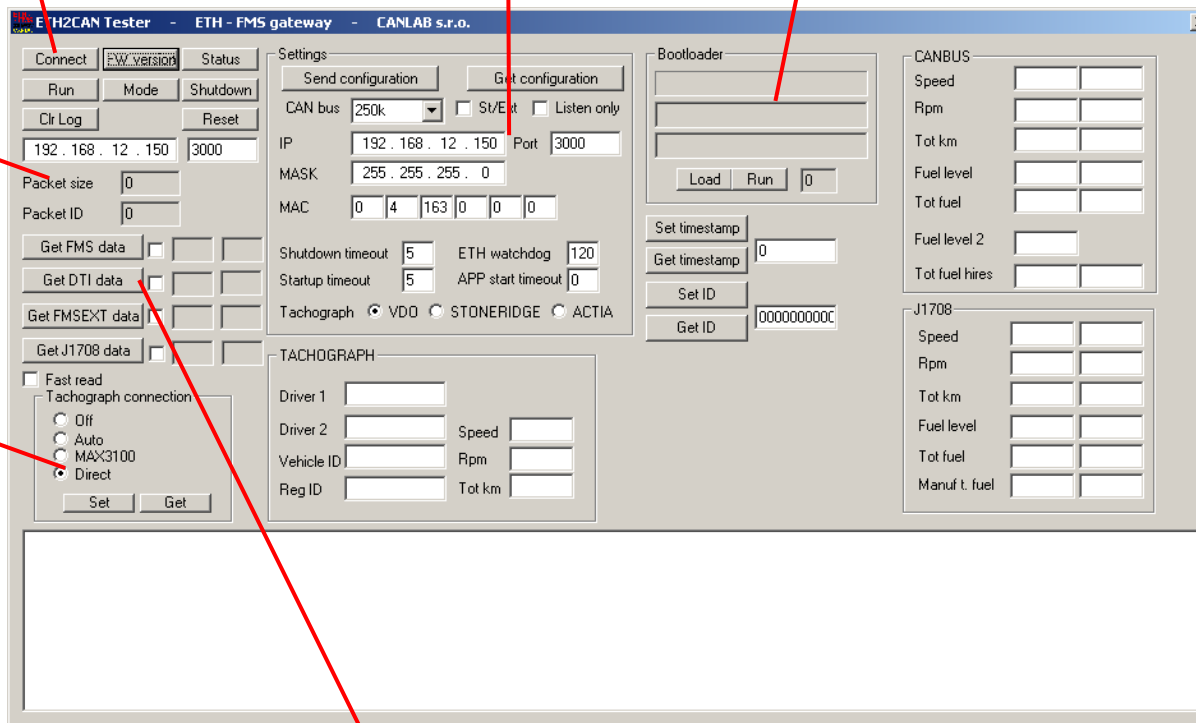 ETH2CAN Tester - ETH - FMS gateway - CANLAB s.r.o.
Connect FW version Status
Run Mode Shutdown
Clr Log Reset
192 . 168 . 12 . 150 3000
Packet size 0
Packet ID 0
Get FMS data
Get DTI data
Get FMSEXT data
Get J1708 data
Fast read
Tachograph connection
Off
Auto
MAX3100
Direct
Set Get
Settings
Send configuration Get configuration
CAN bus 250k St/Ext Listen only
IP 192 . 168 . 12 . 150 Port 3000
MASK 255 . 255 . 255 . 0
MAC 0 4 163 0 0 0
Shutdown timeout 5 ETH watchdog 120
Startup timeout 5 APP start timeout 0
Tachograph VDO STONERIDGE ACTIA
TACHOGRAPH
Driver 1
Driver 2 Speed
Vehicle ID Rpm
Reg ID Tot km
Bootloader
Load Run 0
Set timestamp
Get timestamp 0
Set ID
Get ID 000000000C
CANBUS
Speed
Rpm
Tot km
Fuel level
Tot fuel
Fuel level 2
Tot fuel hires
J1708
Speed
Rpm
Tot km
Fuel level
Tot fuel
Manuf t. fuel